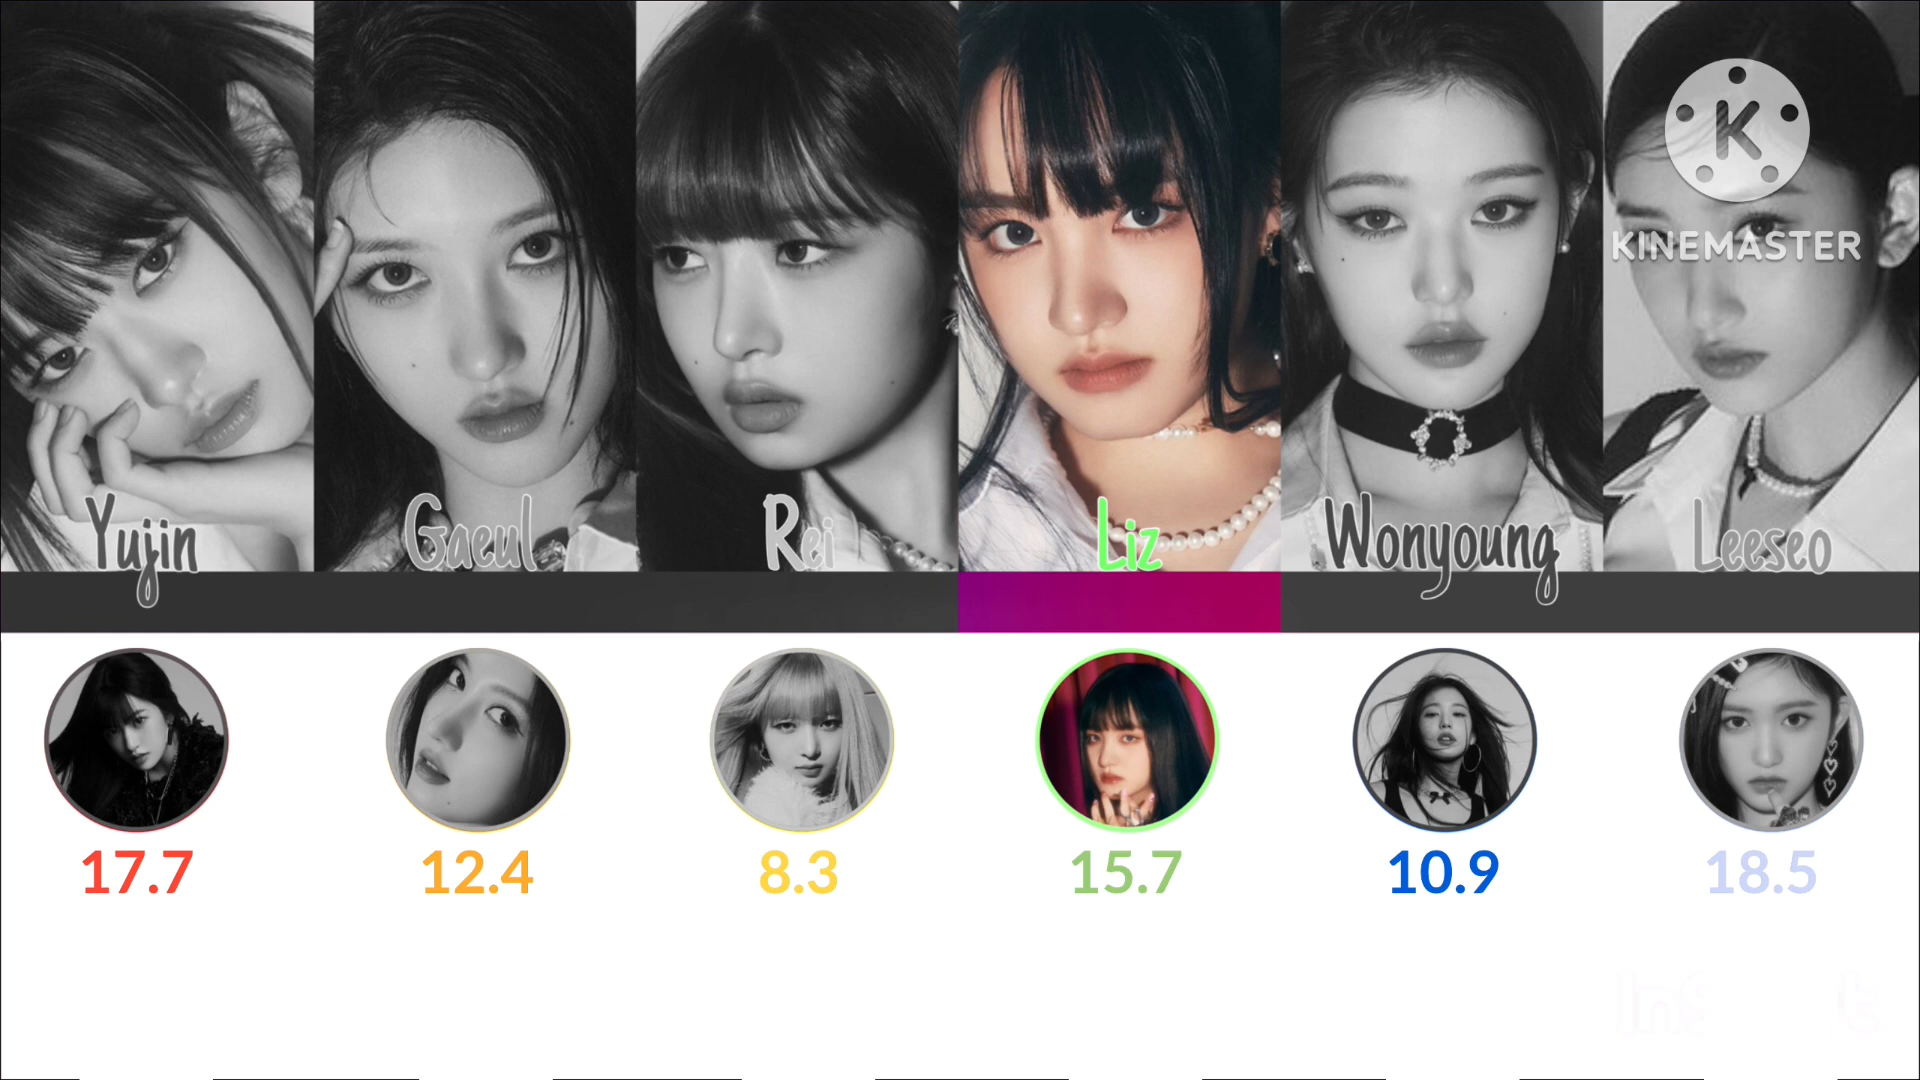 K
KINEMASTER
Yujin
Gaeul
Rei
Liz
Wonyoung
Leeseo
17.7
12.4
8.3
15.7
10.9
18.5